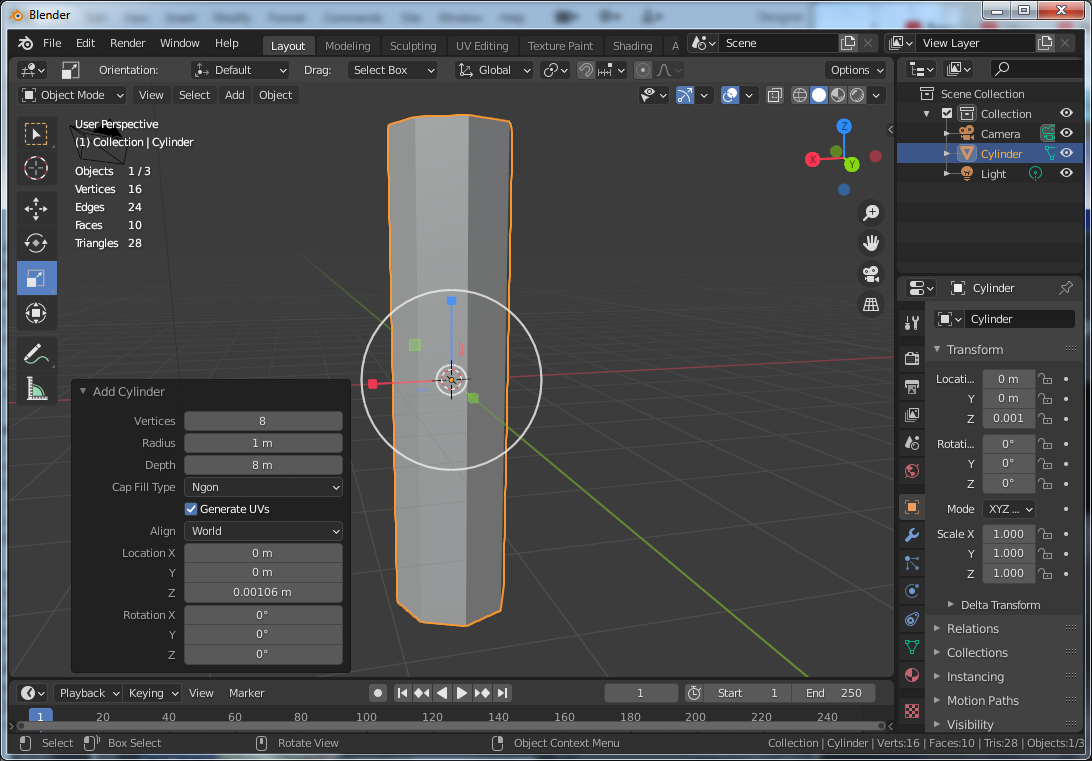 Blender
File Edit Render Window Help Layout Modeling Sculpting UV Editing Texture Paint Shading A Scene View Layer
Orientation: Default Drag: Select Box Global Options
Object Mode View Select Add Object
User Perspective
(1) Collection | Cylinder
Objects 1 / 3
Vertices 16
Edges 24
Faces 10
Triangles 28
Z
X
Y
Add Cylinder
Vertices 8
Radius 1 m
Depth 8 m
Cap Fill Type Ngon
Generate UVs
Align World
Location X 0 m
Y 0 m
Z 0.00106 m
Rotation X 0°
Y 0°
Z 0°
Scene Collection
Collection
Camera
Cylinder
Light
Cylinder
Cylinder
Transform
Locati... 0 m
Y 0 m
Z 0.001
Rotati... 0°
Y 0°
Z 0°
Mode XYZ ...
Scale X 1.000
Y 1.000
Z 1.000
Delta Transform
Relations
Collections
Instancing
Motion Paths
Visibility
Playback Keying View Marker 1 Start 1 End 250
1 20 40 60 80 100 120 140 160 180 200 220 240
Select Box Select Rotate View Object Context Menu Collection | Cylinder | Verts:16 | Faces:10 | Tris:28 | Objects:1/3